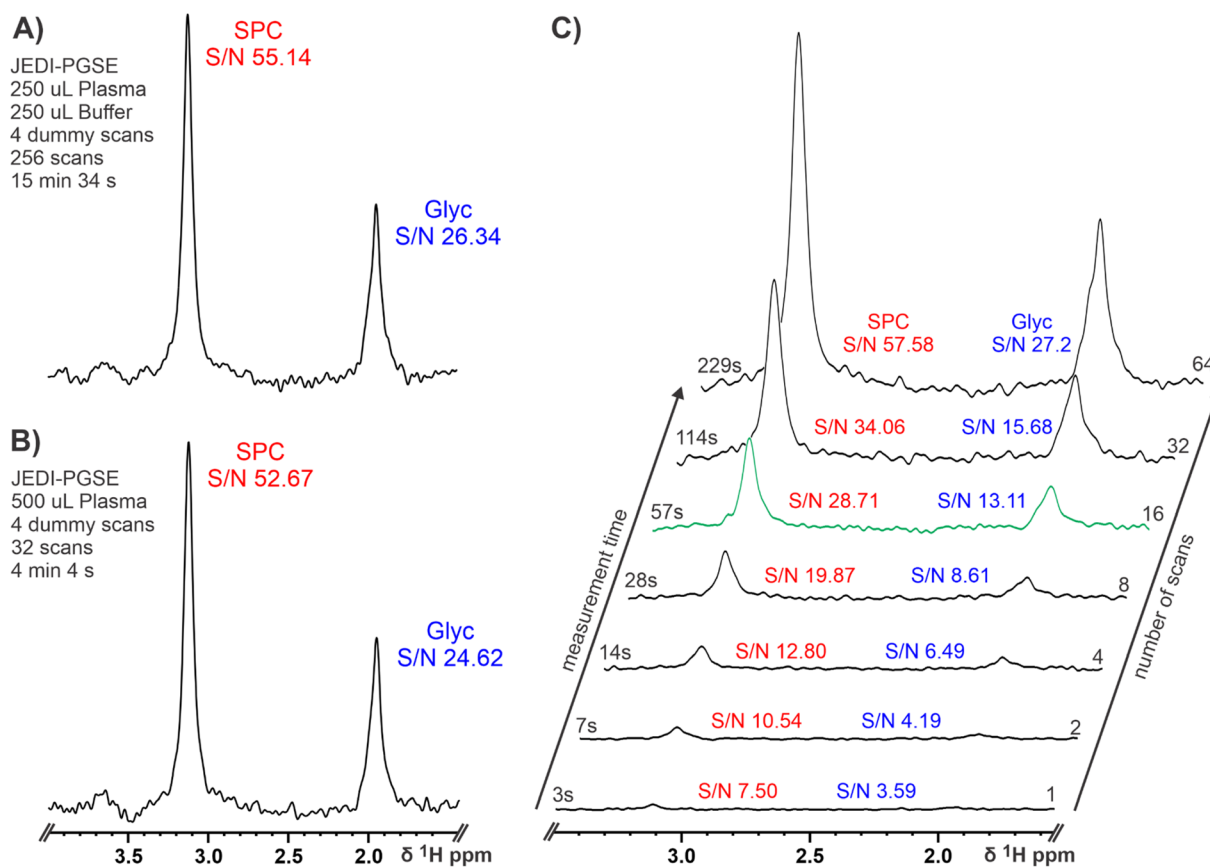 A)
JEDI-PGSE
250 uL Plasma
250 uL Buffer
4 dummy scans
256 scans
15 min 34 s
SPC
S/N 55.14
Glyc
S/N 26.34
B)
JEDI-PGSE
500 uL Plasma
4 dummy scans
32 scans
4 min 4 s
SPC
S/N 52.67
Glyc
S/N 24.62
3.5 3.0 2.5 2.0 δ ¹H ppm
C)
SPC
S/N 57.58
Glyc
S/N 27.2
229s 64
114s S/N 34.06 S/N 15.68 32
57s S/N 28.71 S/N 13.11 16
28s S/N 19.87 S/N 8.61 8
14s S/N 12.80 S/N 6.49 4
7s S/N 10.54 S/N 4.19 2
3s S/N 7.50 S/N 3.59 1
measurement time
number of scans
3.0 2.0 δ ¹H ppm